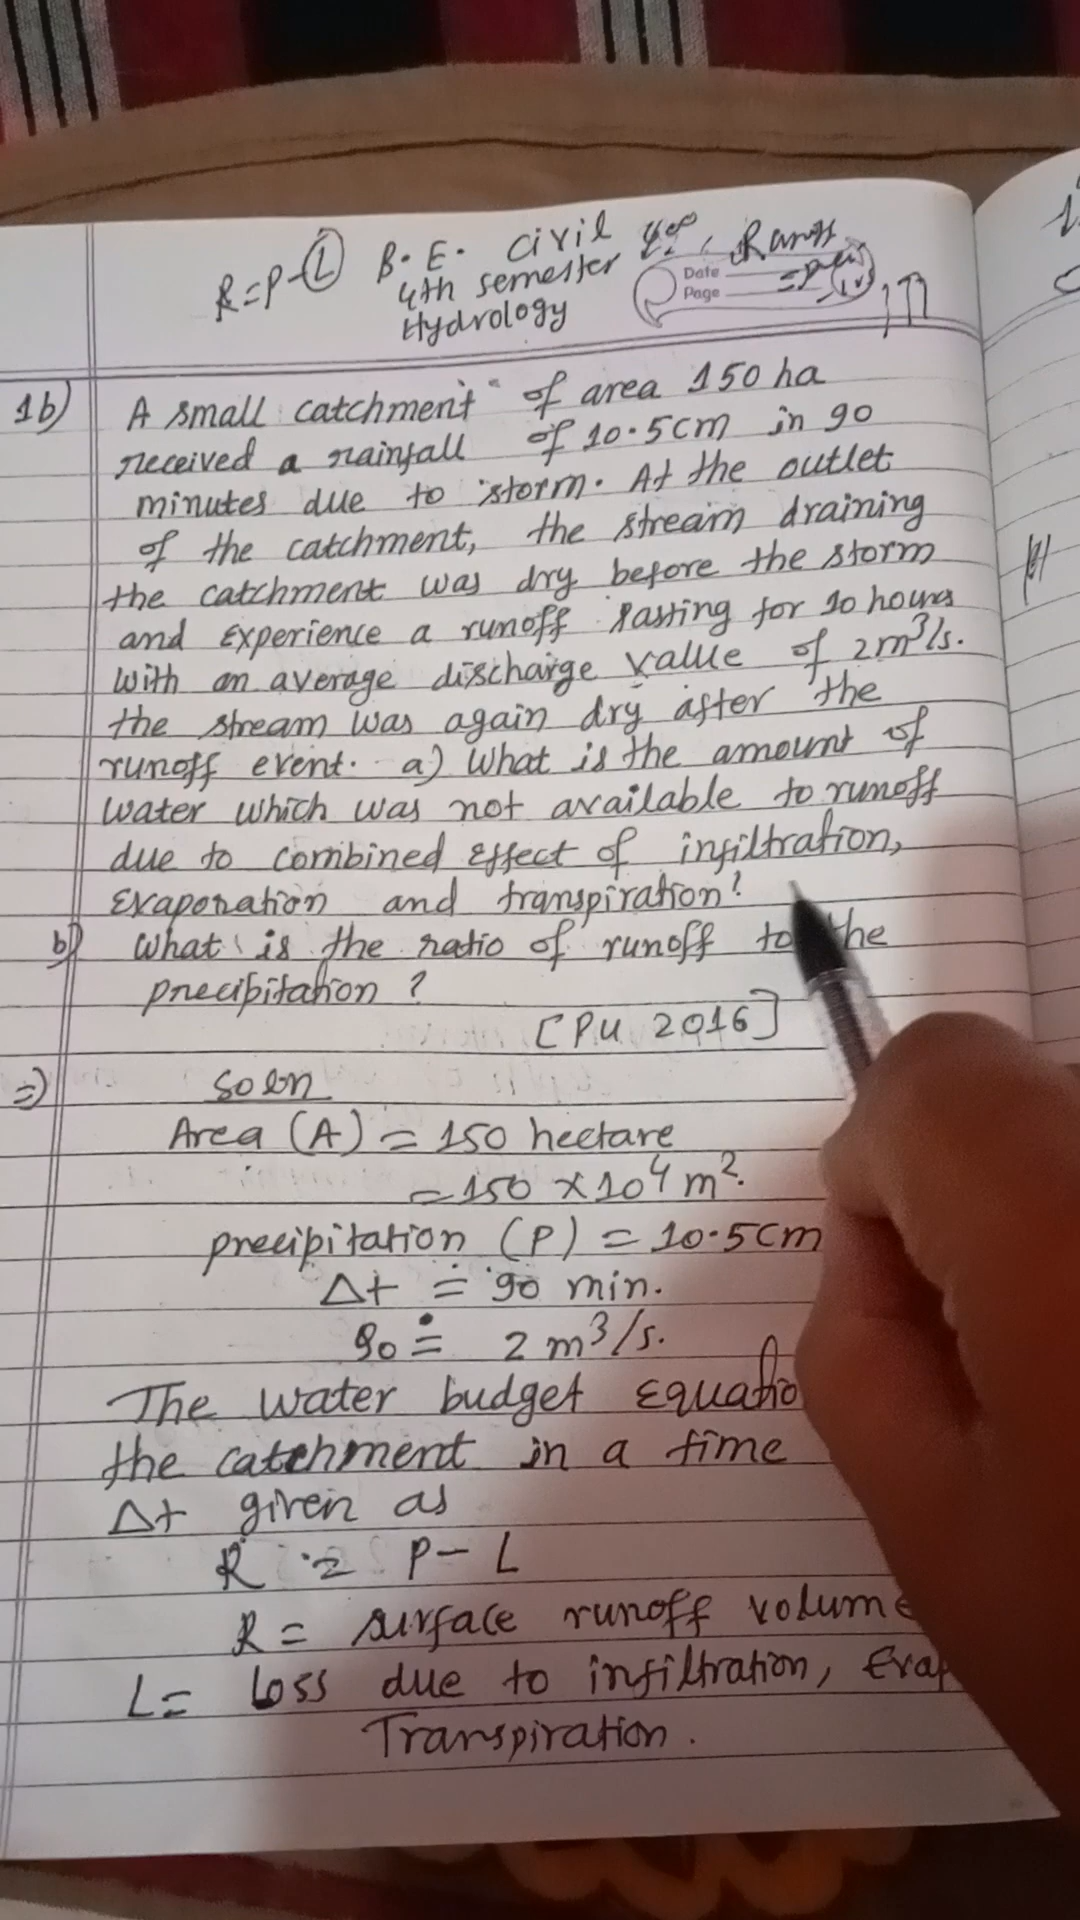 R=P-L B.E. Civil
4th semester
Hydrology
Date
Page
1b) A small catchment of area 150 ha
received a rainfall of 10.5cm in 90
minutes due to storm. At the outlet
of the catchment, the stream draining
the catchment was dry before the storm
and Experience a runoff lasting for 10 hours
with an average discharge value of 2m³/s.
the stream was again dry after the
runoff event. a) What is the amount of
water which was not available to runoff
due to combined effect of infiltration,
Evaporation and transpiration?
b) What is the ratio of runoff to the
precipitation?
[PU 2016]
=) Soln
Area (A) = 150 hectare
= 150 x 10⁴ m².
precipitation (P) = 10.5cm
Δt = 90 min.
= 2 m³/s.
The water budget Equatio
the catchment in a time
Δt given as
R = P-L
R = surface runoff volume
L= Loss due to infiltration, Evap
Transpiration.